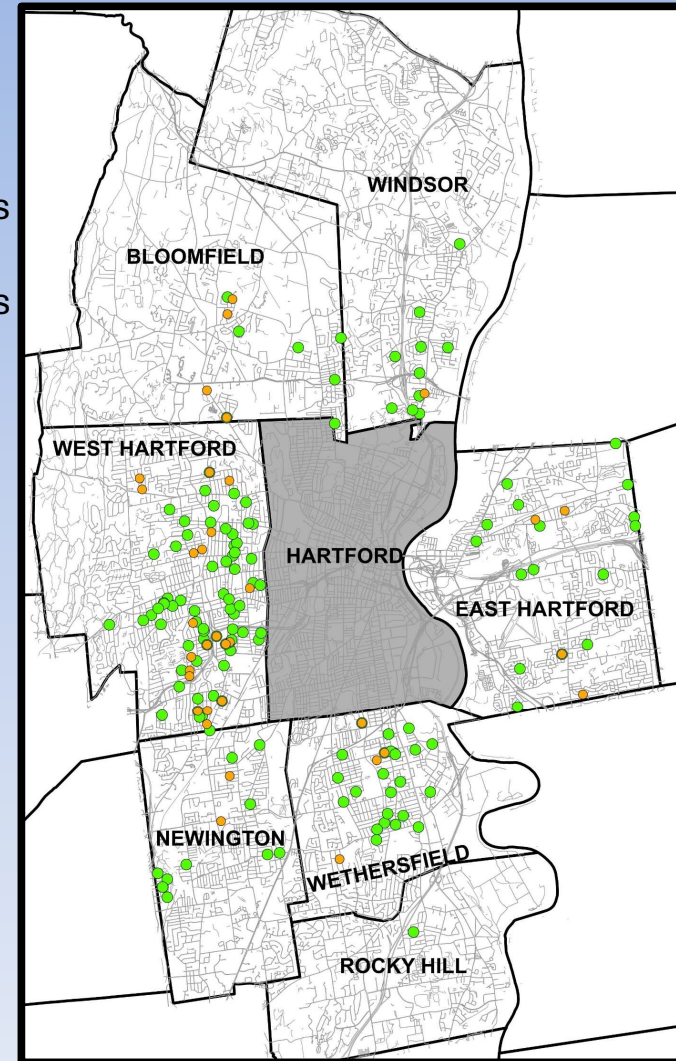 WINDSOR
s
BLOOMFIELD
s
WEST HARTFORD
HARTFORD
EAST HARTFORD
NEWINGTON
WETHERSFIELD
ROCKY HILL